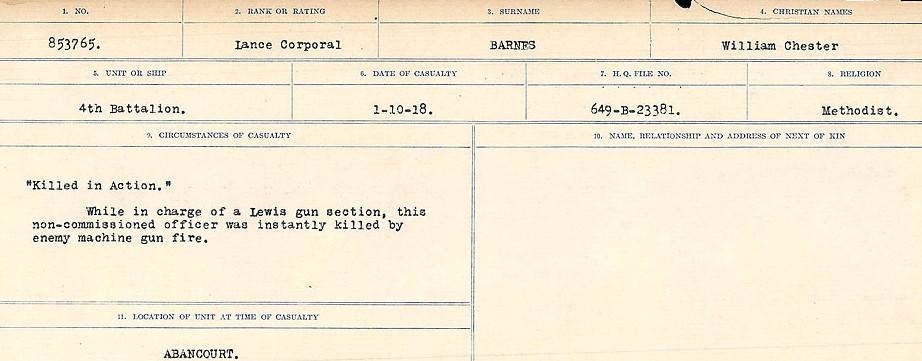 1. NO. 2. RANK OR RATING 3. SURNAME 4. CHRISTIAN NAMES
853765. Lance Corporal BARNES William Chester
5. UNIT OR SHIP 6. DATE OF CASUALTY 7. H. Q. FILE NO. 8. RELIGION
4th Battalion. 1-10-18. 649-B-23381. Methodist.
9. CIRCUMSTANCES OF CASUALTY 10. NAME, RELATIONSHIP AND ADDRESS OF NEXT OF KIN
"Killed in Action."
While in charge of a Lewis gun section, this
non-commissioned officer was instantly killed by
enemy machine gun fire.
11. LOCATION OF UNIT AT TIME OF CASUALTY
ABANCOURT.